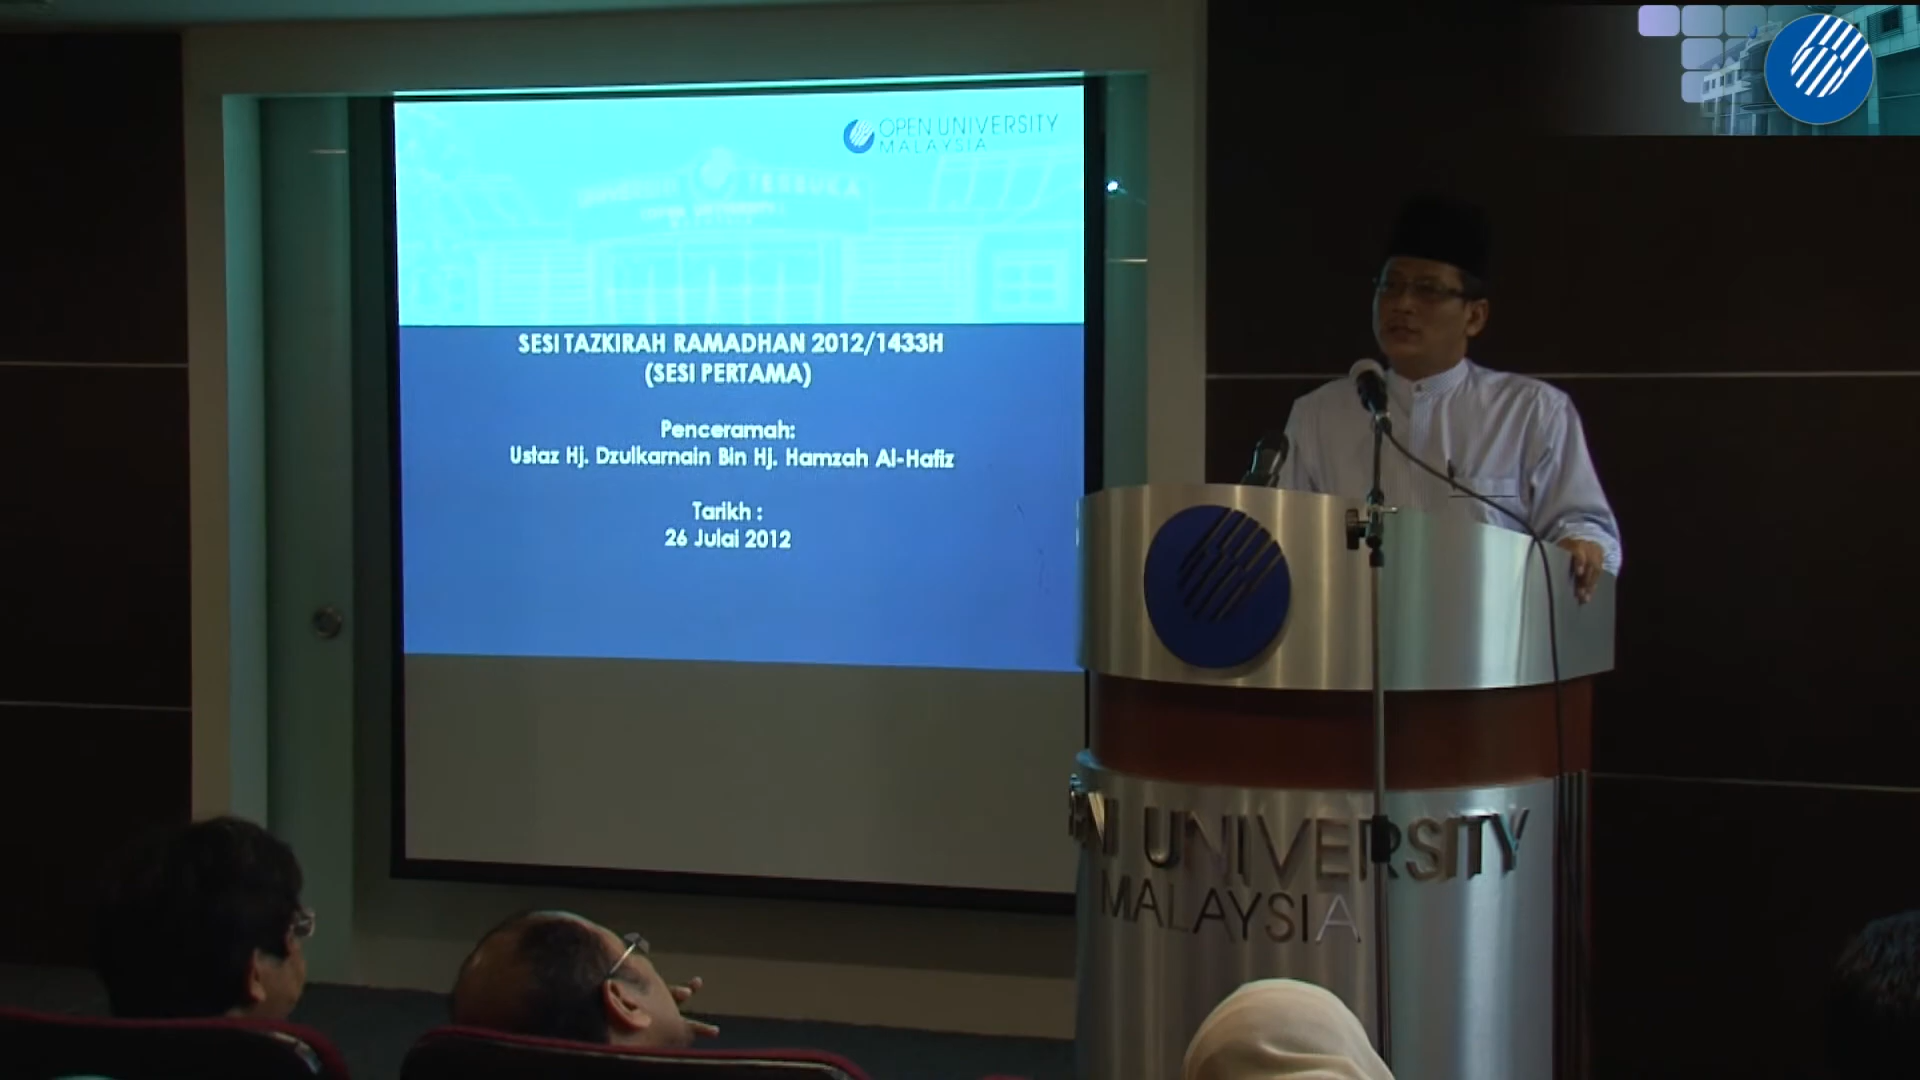 OPEN UNIVERSITY
MALAYSIA
TERBUKA
SESI TAZKIRAH RAMADHAN 2012/1433H
(SESI PERTAMA)
Penceramah:
Ustaz Hj. Dzulkarnain Bin Hj. Hamzah Al-Hafiz
Tarikh :
26 Julai 2012
UNIVERSITY
MALAYSIA